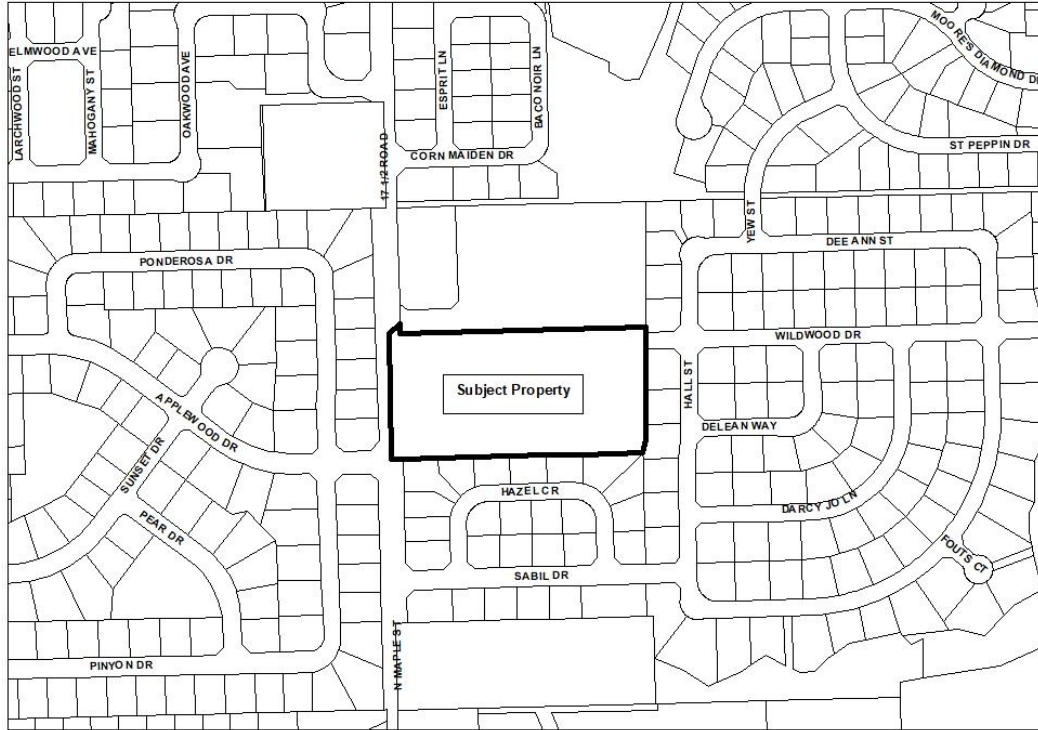 MOORE'S DIAMOND DR
ELMWOOD AVE
LARCHWOOD ST
MAHOGANY ST
OAKWOOD AVE
ESPRIT LN
BACO NOIR LN
CORN MAIDEN DR
ST PEPPIN DR
17 1/2 ROAD
YEW ST
DEE ANN ST
PONDEROSA DR
WILDWOOD DR
Subject Property
HALL ST
APPLEWOOD DR
SUNSET DR
DELEAN WAY
HAZEL CR
DARCY JO LN
PEAR DR
FOUTS CT
SABIL DR
N MAPLE ST
PINYON DR